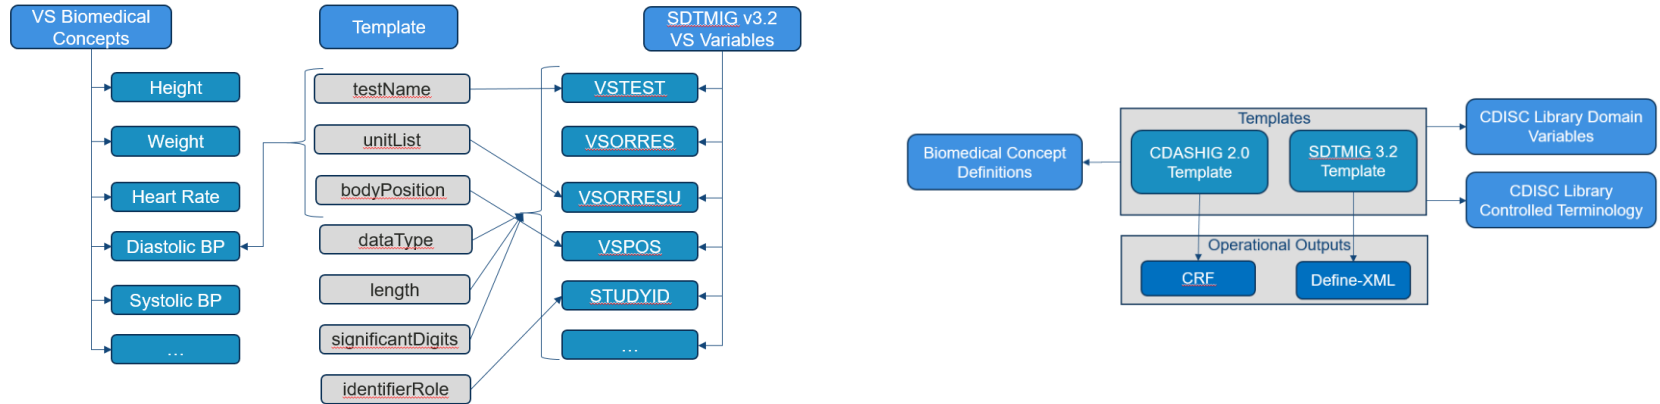 VS Biomedical
Concepts
Height
Weight
Heart Rate
Diastolic BP
Systolic BP
...
Template
testName
unitList
bodyPosition
dataType
length
significantDigits
identifierRole
SDTMIG v3.2
VS Variables
VSTEST
VSORRES
VSORRESU
VSPOS
STUDYID
...
Biomedical Concept
Definitions
Templates
CDASHIG 2.0
Template
SDTMIG 3.2
Template
Operational Outputs
CRF
Define-XML
CDISC Library Domain
Variables
CDISC Library
Controlled Terminology